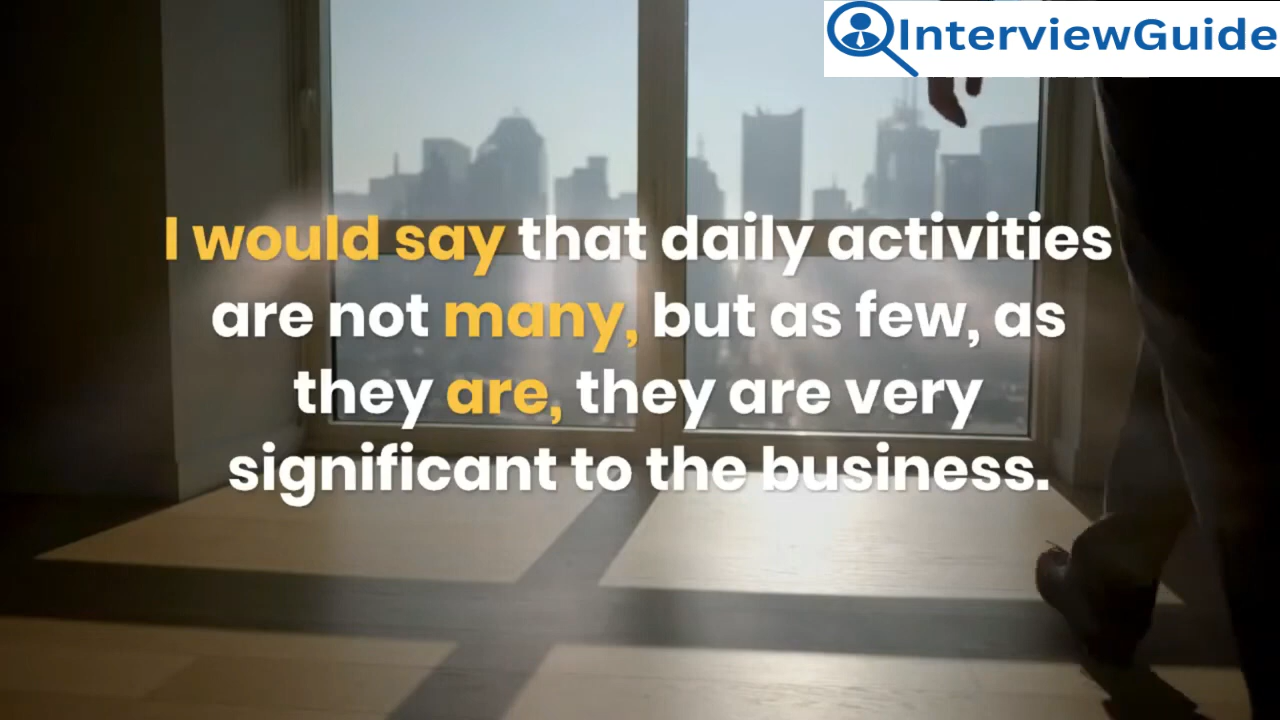 InterviewGuide
I would say that daily activities
are not many, but as few, as
they are, they are very
significant to the business.